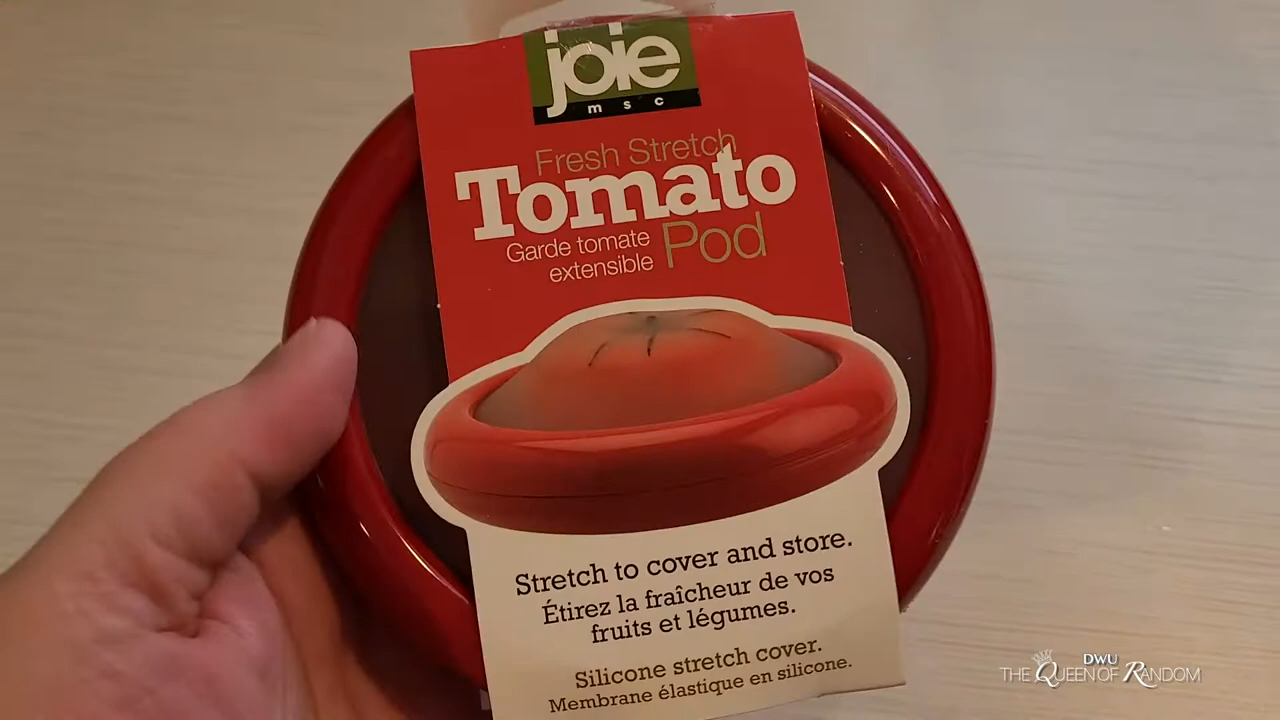 joie
msc
Fresh Stretch
Tomato
Garde tomate
extensible
Pod
Stretch to cover and store.
Étirez la fraîcheur de vos
fruits et légumes.
Silicone stretch cover.
Membrane élastique en silicone.
DWU
THE QUEEN OF RANDOM